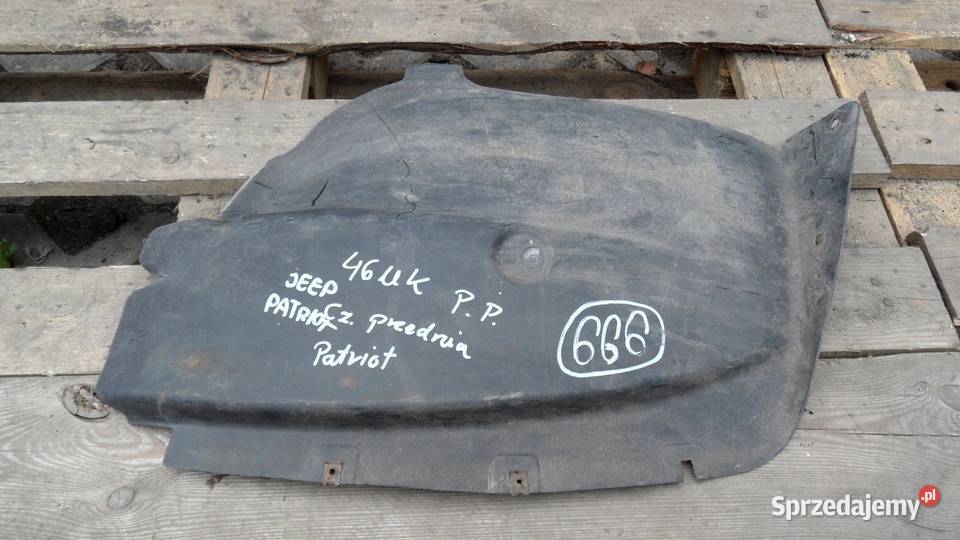 46UK P.P.
JEEP
PATRIOT Cz. przednia
Patriot
666
Sprzedajemy.pl